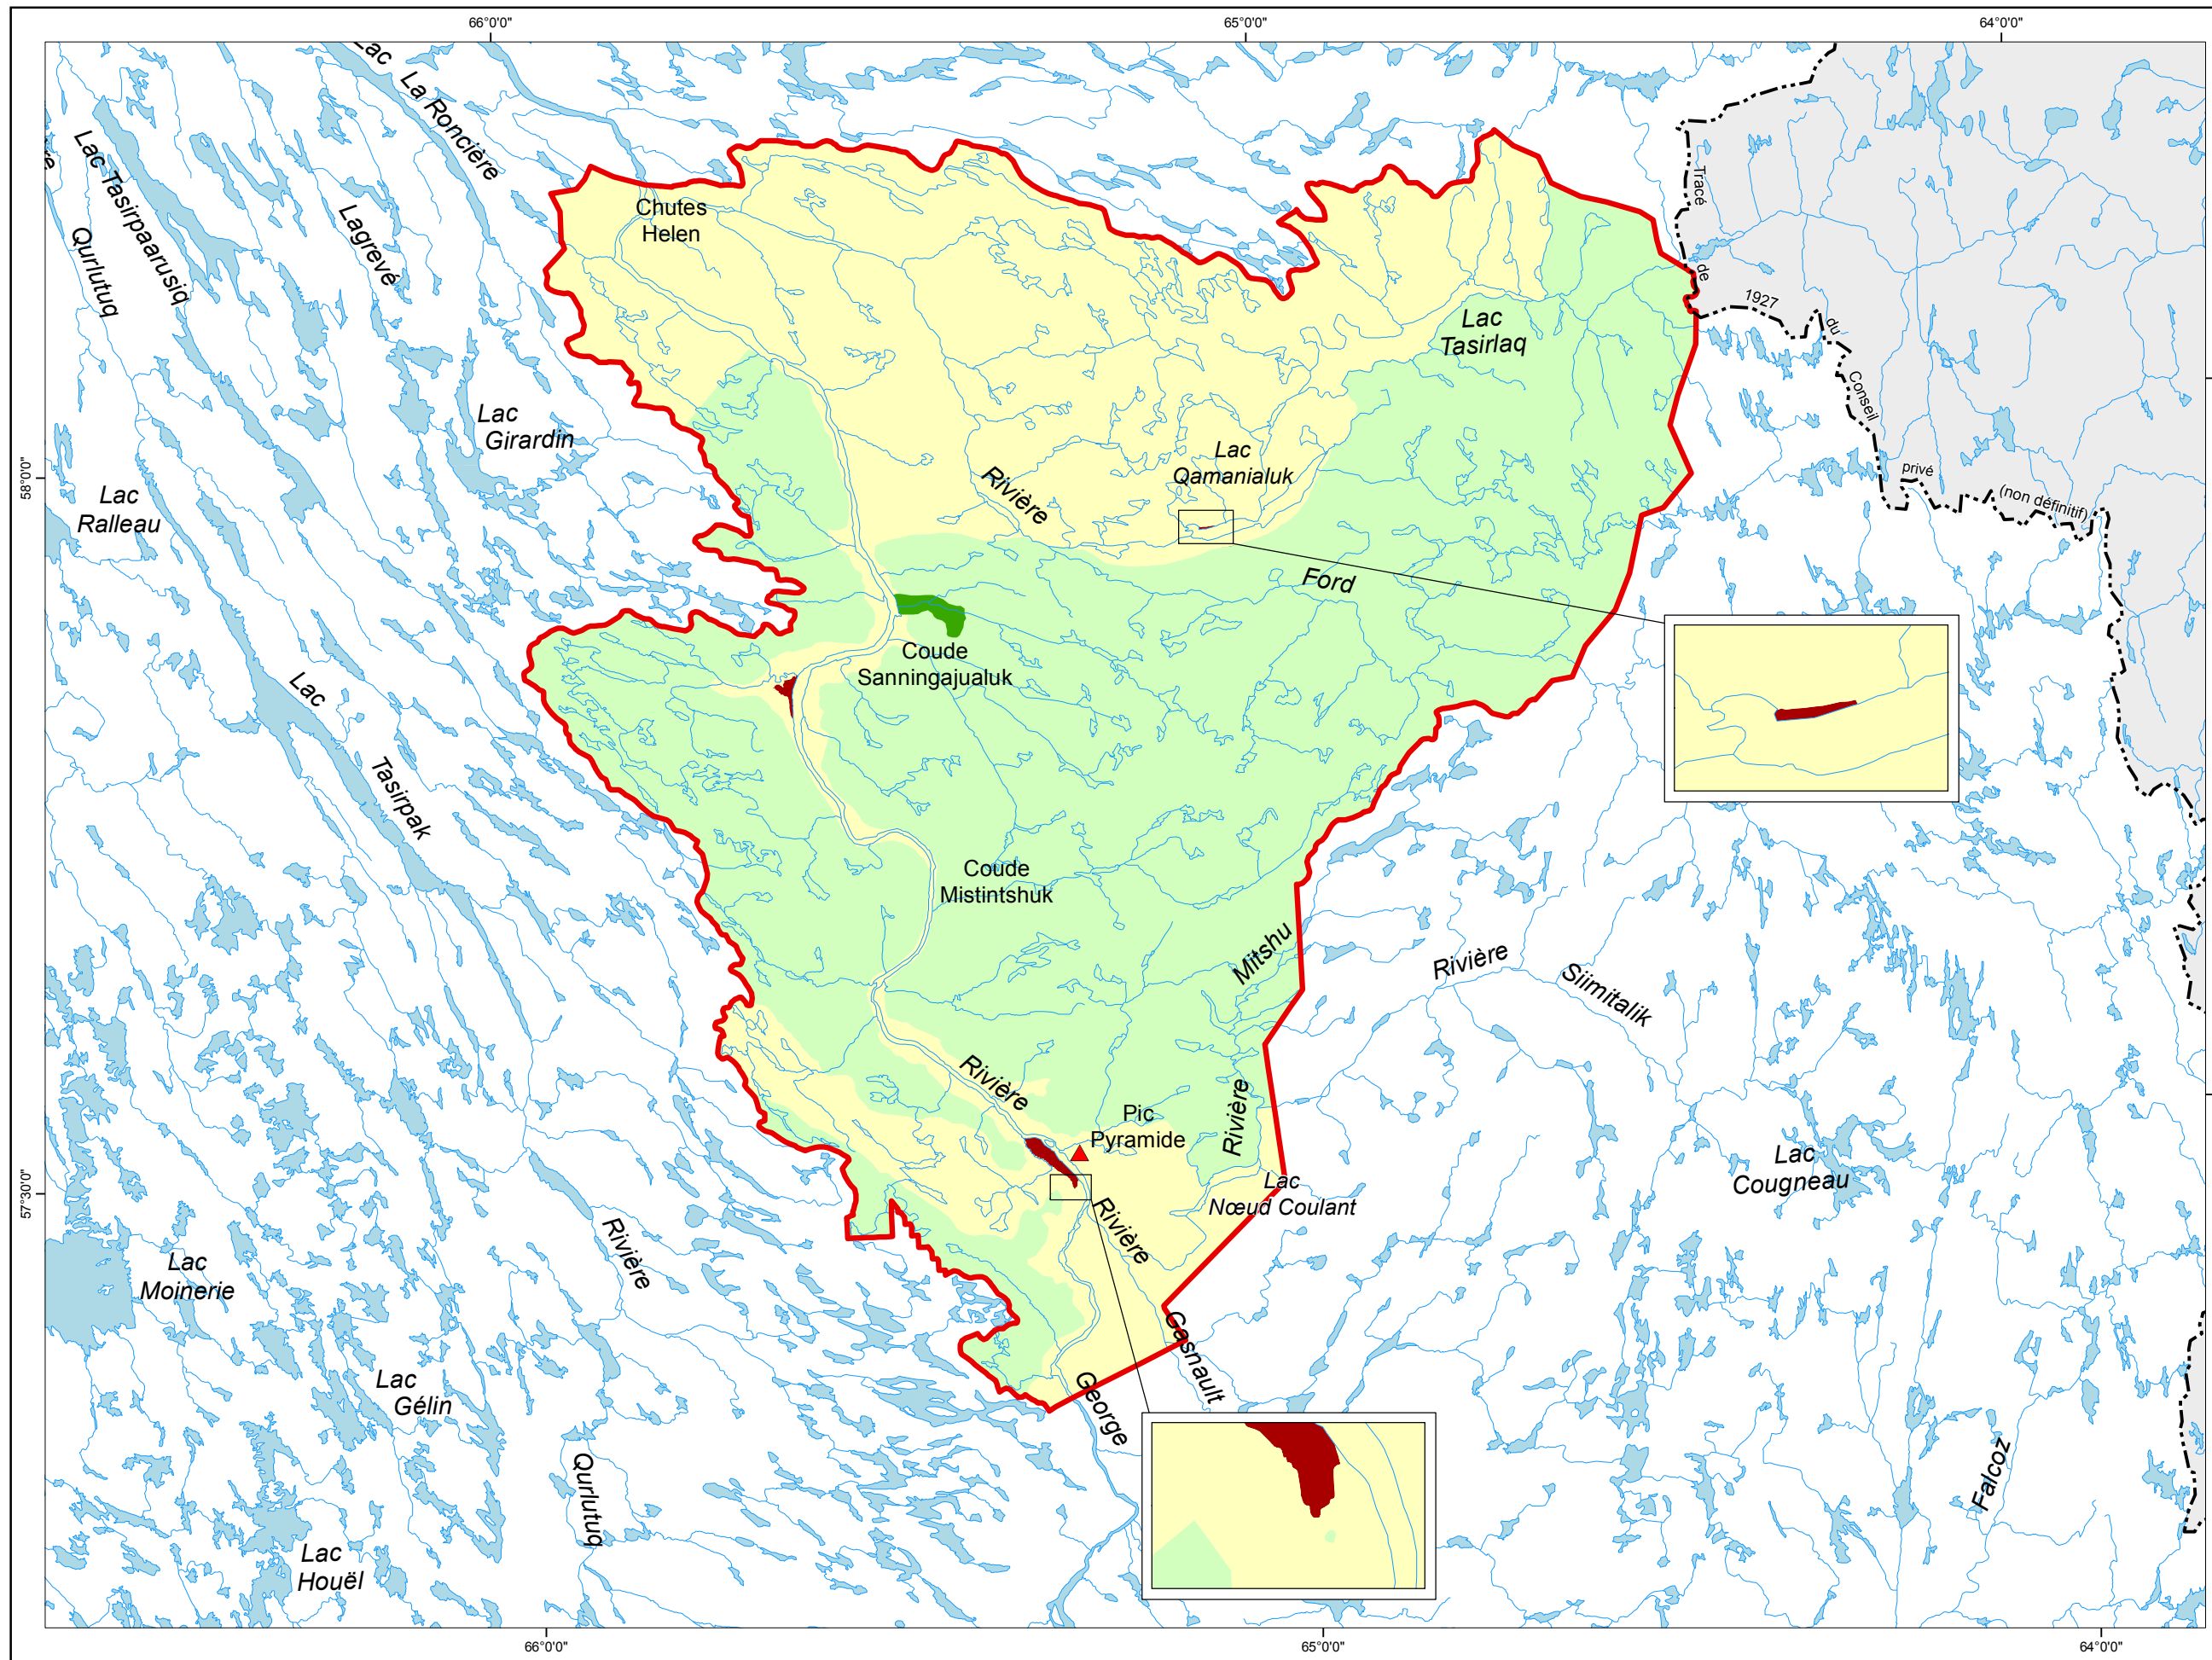 66°0'0"
65°0'0"
64°0'0"
Lac
La Roncière
re
Lac
Tasirpaarusiq
Qurlutuq
Lagrevé
Chutes
Helen
Tracé
de
1927
du
Conseil
privé
(non définitif)
Lac
Tasirlaq
Lac
Girardin
Lac
Qamanialuk
58°0'0"
Lac
Ralleau
Rivière
Ford
Coude
Sanningajualuk
Lac
Tasirpak
Coude
Mistintshuk
Mitshu
Rivière
Siimitalik
Rivière
Pic
Pyramide
Rivière
Lac
Cougneau
57°30'0"
Lac
Nœud Coulant
Rivière
Rivière
Lac
Moinerie
Gasnault
George
Lac
Gélin
Qurlutuq
Falcoz
Lac
Houël
66°0'0"
65°0'0"
64°0'0"